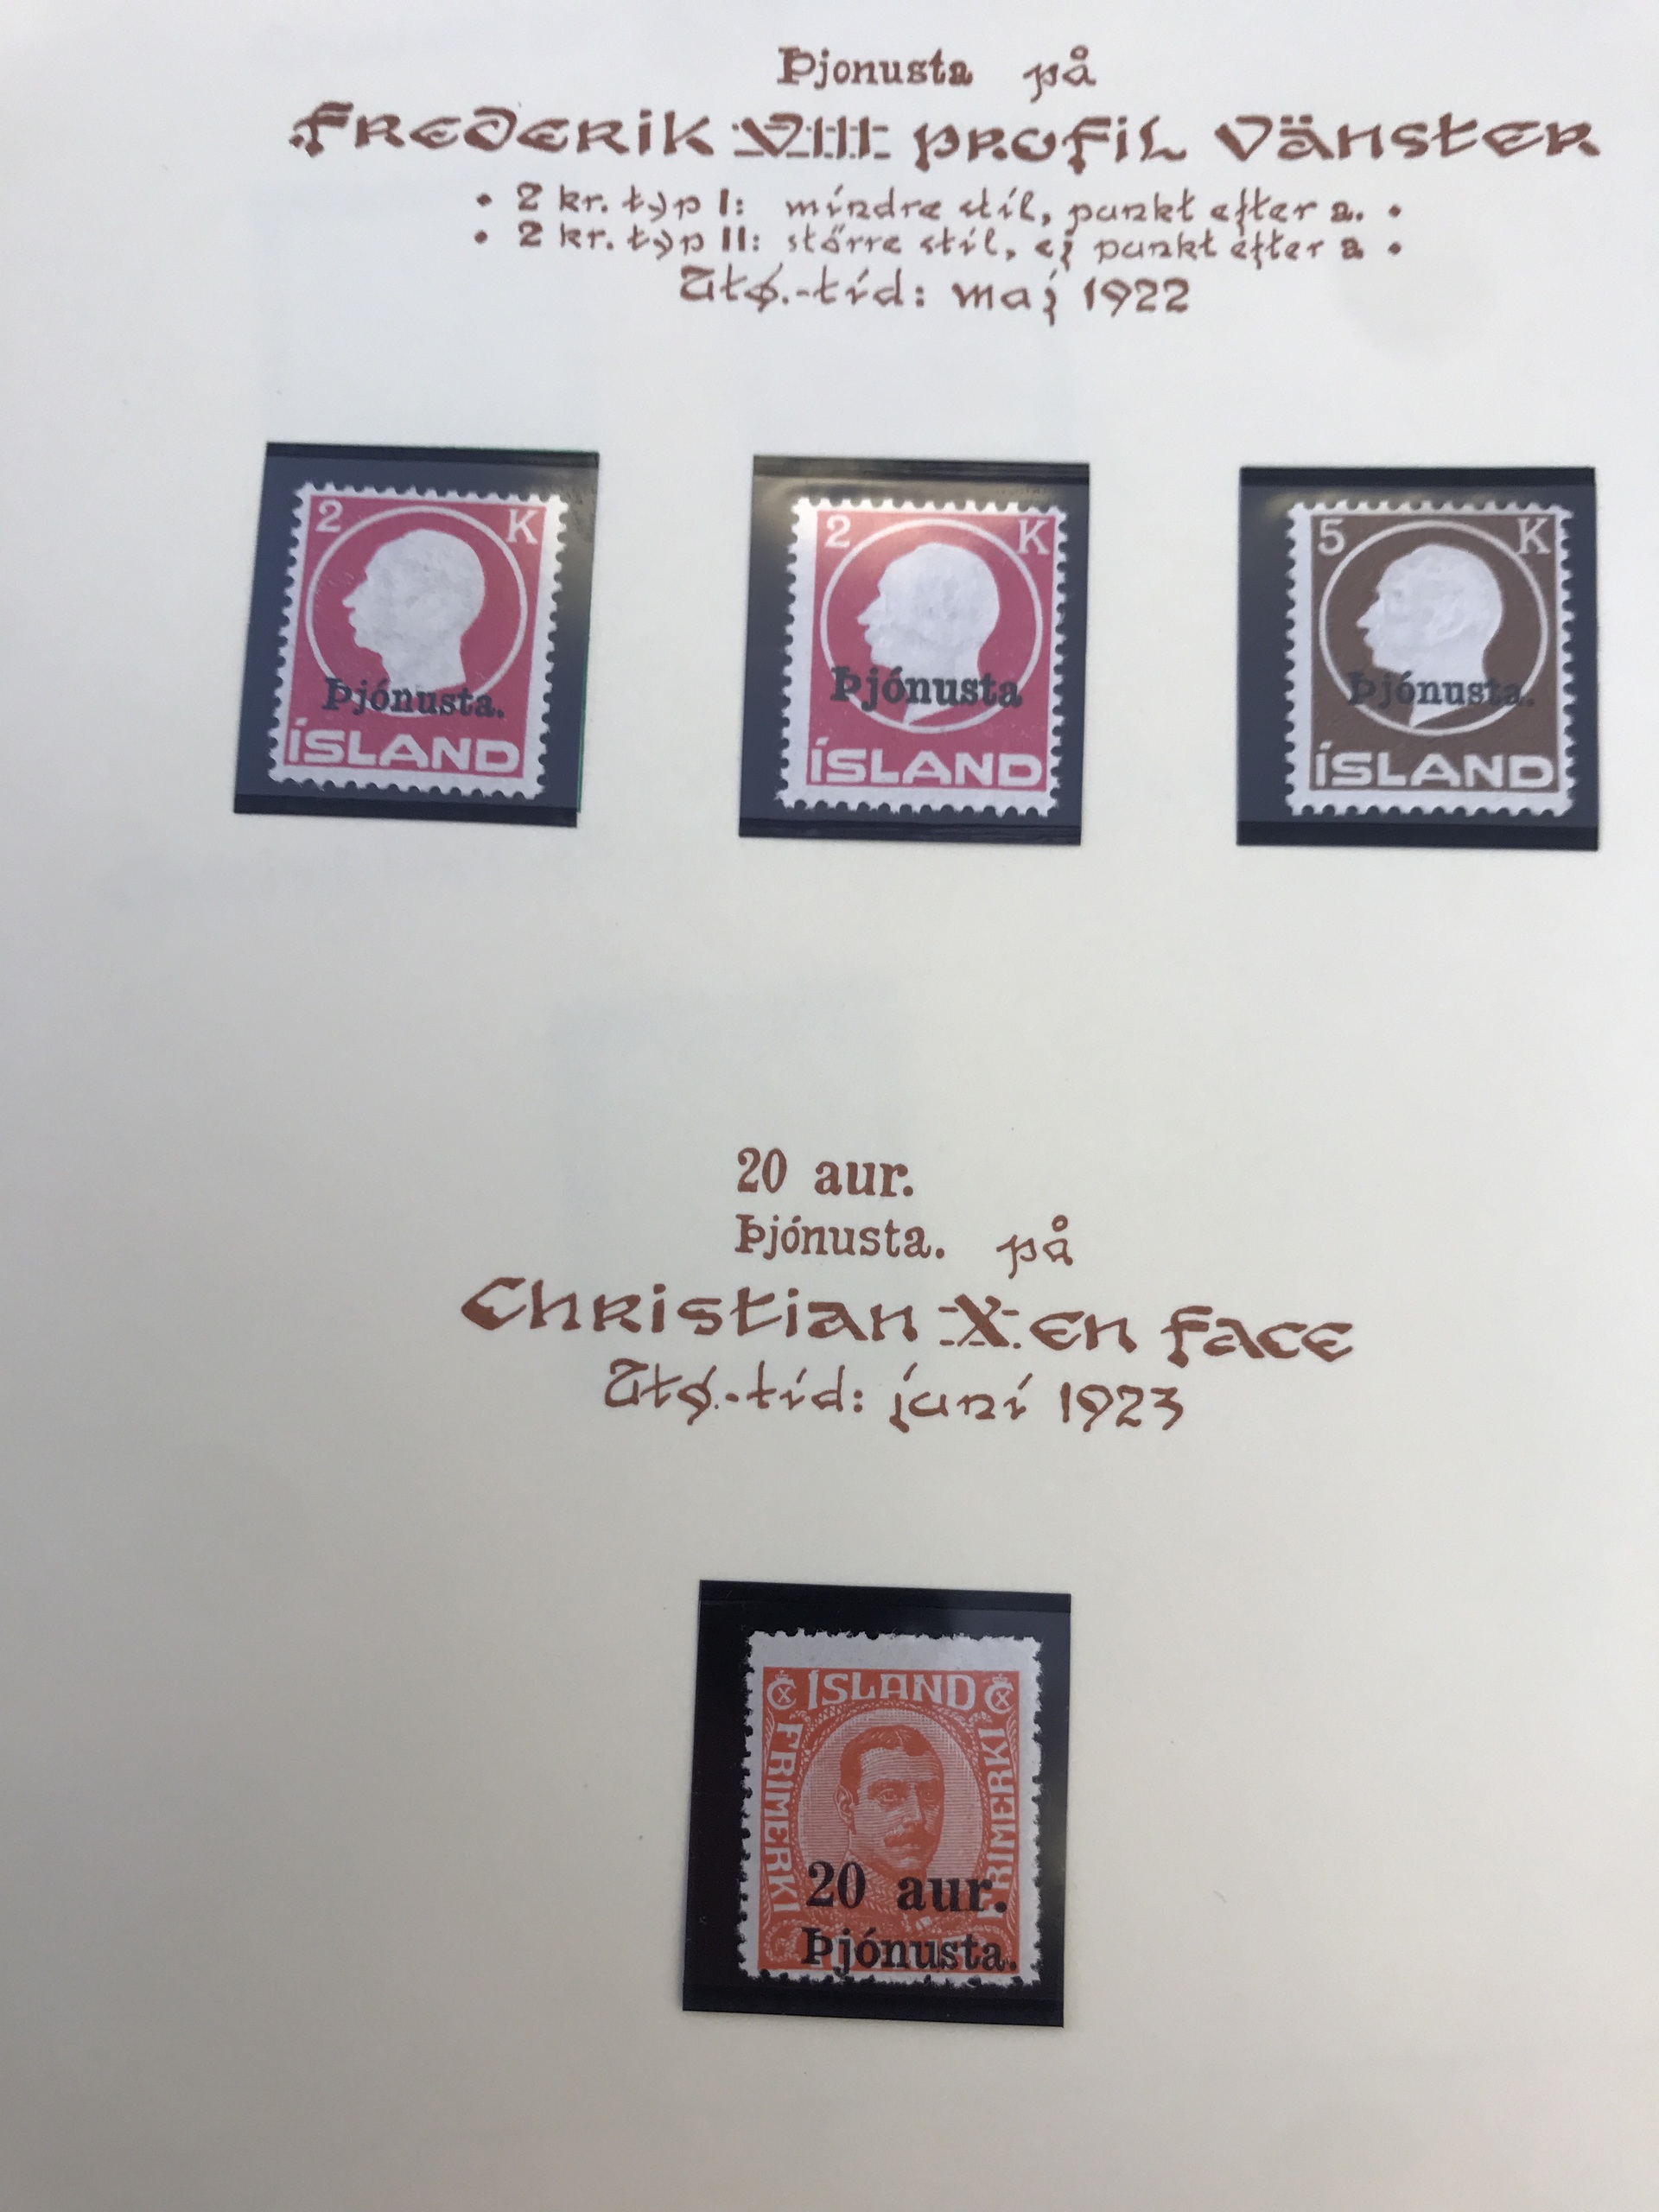 Þjonusta på
FREDERIK VIII PROFIL VÄNSTER
• 2 kr. typ I: mindre stil, punkt efter a. •
• 2 kr. typ II: större stil, ej punkt efter a •
Utg.-tid: maj 1922
2 K
Þjónusta.
ÍSLAND
2 K
Þjónusta
ÍSLAND
5 K
Þjónusta.
ÍSLAND
20 aur.
Þjónusta. på
Christian X en face
Utg.-tid: juni 1923
CX ÍSLAND CX
FRIMERKI
FRIMERKI
20 aur.
Þjónusta.